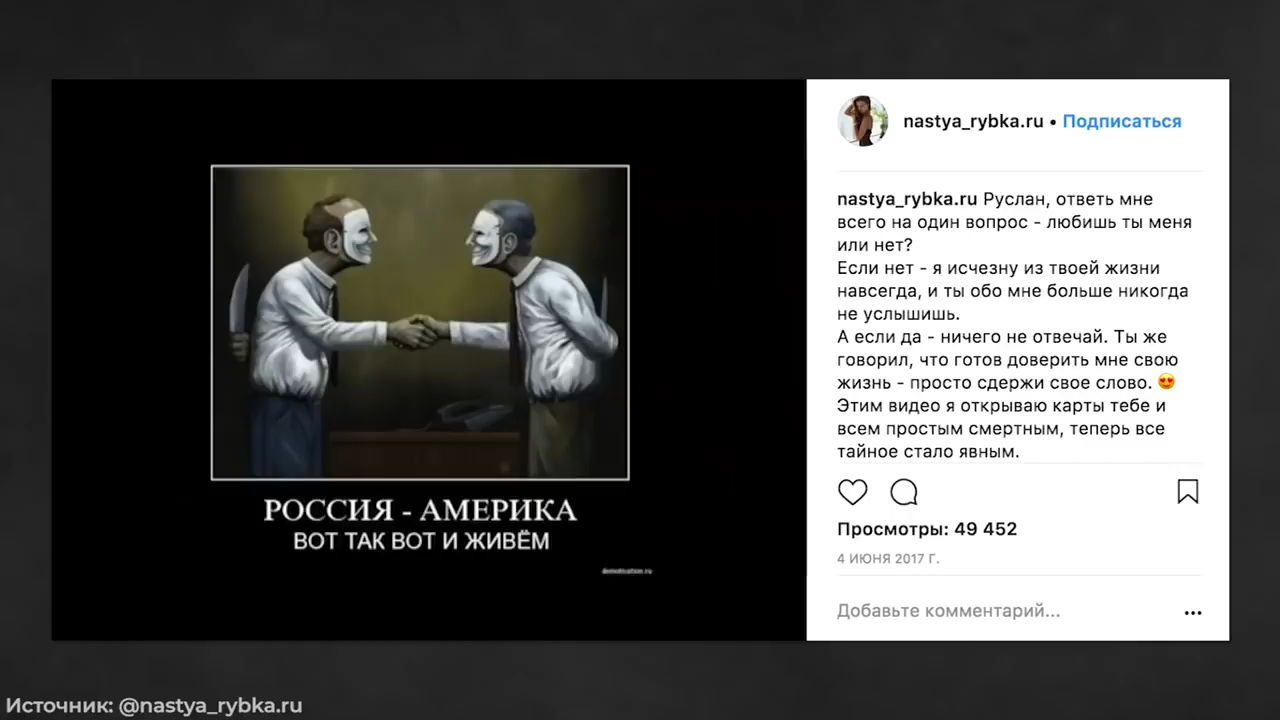 РОССИЯ - АМЕРИКА
ВОТ ТАК ВОТ И ЖИВЁМ
demotivation.ru
nastya_rybka.ru • Подписаться
nastya_rybka.ru Руслан, ответь мне
всего на один вопрос - любишь ты меня
или нет?
Если нет - я исчезну из твоей жизни
навсегда, и ты обо мне больше никогда
не услышишь.
А если да - ничего не отвечай. Ты же
говорил, что готов доверить мне свою
жизнь - просто сдержи свое слово. 😍
Этим видео я открываю карты тебе и
всем простым смертным, теперь все
тайное стало явным.
Просмотры: 49 452
4 ИЮНЯ 2017 Г.
Добавьте комментарий...
Источник: @nastya_rybka.ru